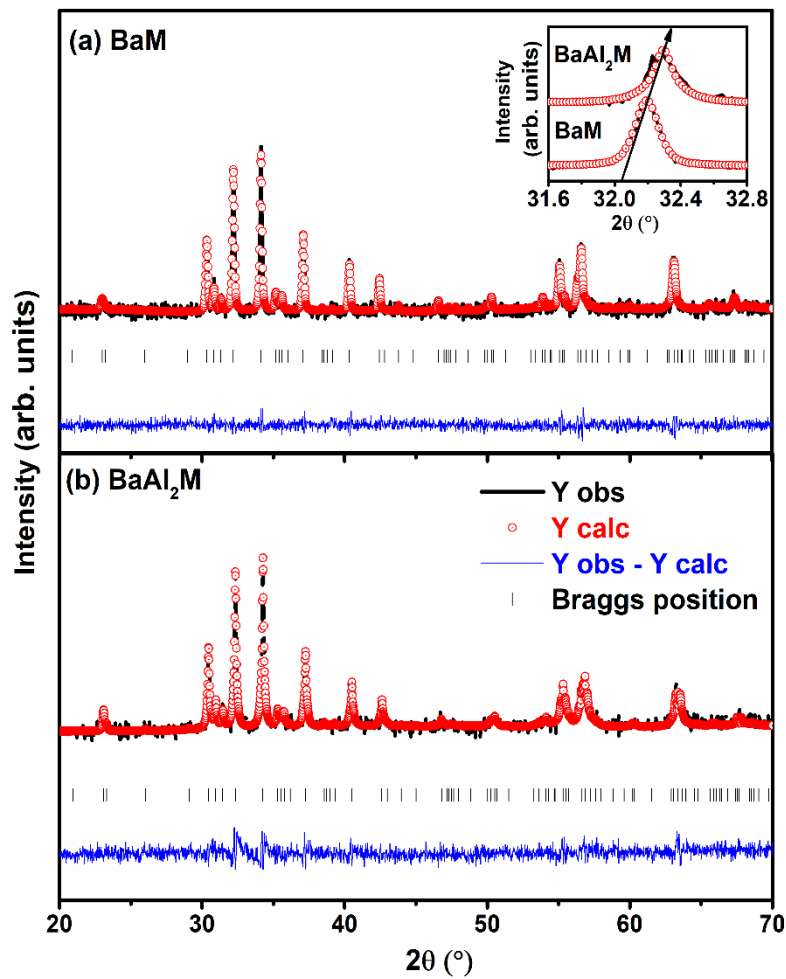 (a) BaM
BaAl₂M
BaM
Intensity
(arb. units)
31.6 32.0 32.4 32.8
2θ (°)
(b) BaAl₂M
Y obs
Y calc
Y obs - Y calc
Braggs position
Intensity (arb. units)
20 30 40 50 60 70
2θ (°)